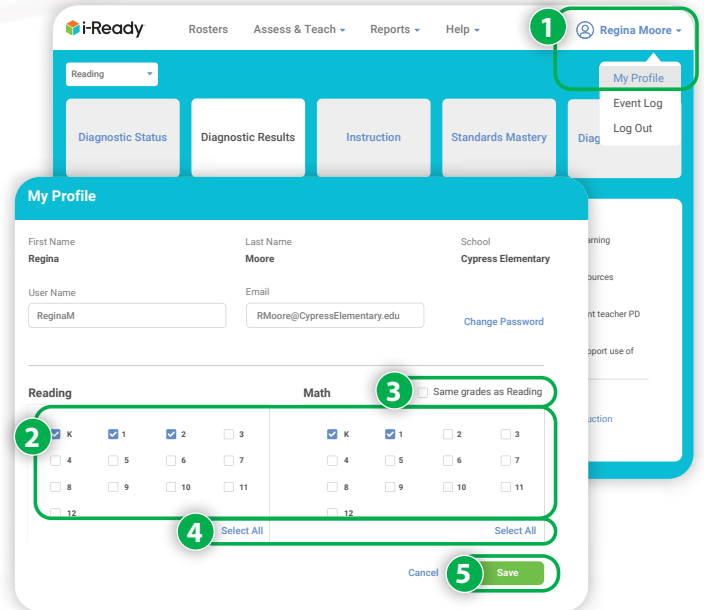 i-Ready Rosters Assess & Teach Reports Help 1 Regina Moore
Reading
My Profile
Event Log
Log Out
Diagnostic Status Diagnostic Results Instruction Standards Mastery Diag
My Profile
First Name Last Name School
Regina Moore Cypress Elementary
User Name Email
ReginaM RMoore@CypressElementary.edu Change Password
arning
ources
nt teacher PD
pport use of
uction
Reading Math 3 Same grades as Reading
2 K 1 2 3 K 1 2 3
4 5 6 7 4 5 6 7
8 9 10 11 8 9 10 11
12 12
4 Select All Select All
Cancel 5 Save